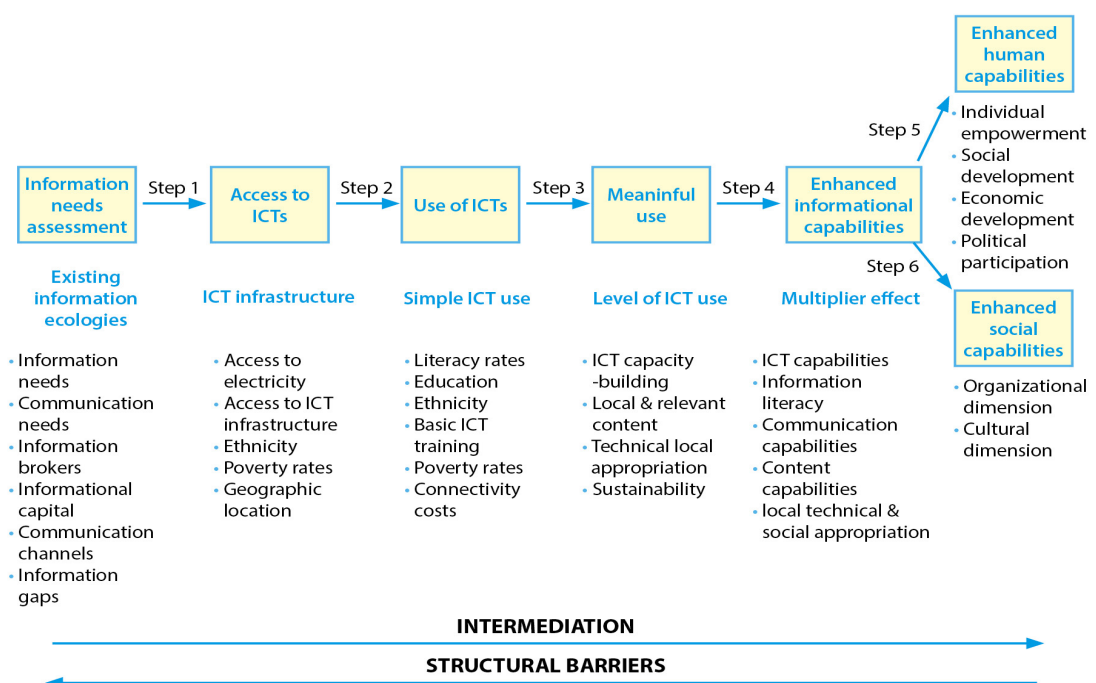 Information
needs
assessment
Step 1
Access to
ICTs
Step 2
Use of ICTs
Step 3
Meaninful
use
Step 4
Enhanced
informational
capabilities
Step 5
Enhanced
human
capabilities
• Individual
empowerment
• Social
development
• Economic
development
• Political
participation
Step 6
Enhanced
social
capabilities
• Organizational
dimension
• Cultural
dimension
Existing
information
ecologies
• Information
needs
• Communication
needs
• Information
brokers
• Informational
capital
• Communication
channels
• Information
gaps
ICT infrastructure
• Access to
electricity
• Access to ICT
infrastructure
• Ethnicity
• Poverty rates
• Geographic
location
Simple ICT use
• Literacy rates
• Education
• Ethnicity
• Basic ICT
training
• Poverty rates
• Connectivity
costs
Level of ICT use
• ICT capacity
-building
• Local & relevant
content
• Technical local
appropriation
• Sustainability
Multiplier effect
• ICT capabilities
• Information
literacy
• Communication
capabilities
• Content
capabilities
• local technical &
social appropriation
INTERMEDIATION
STRUCTURAL BARRIERS